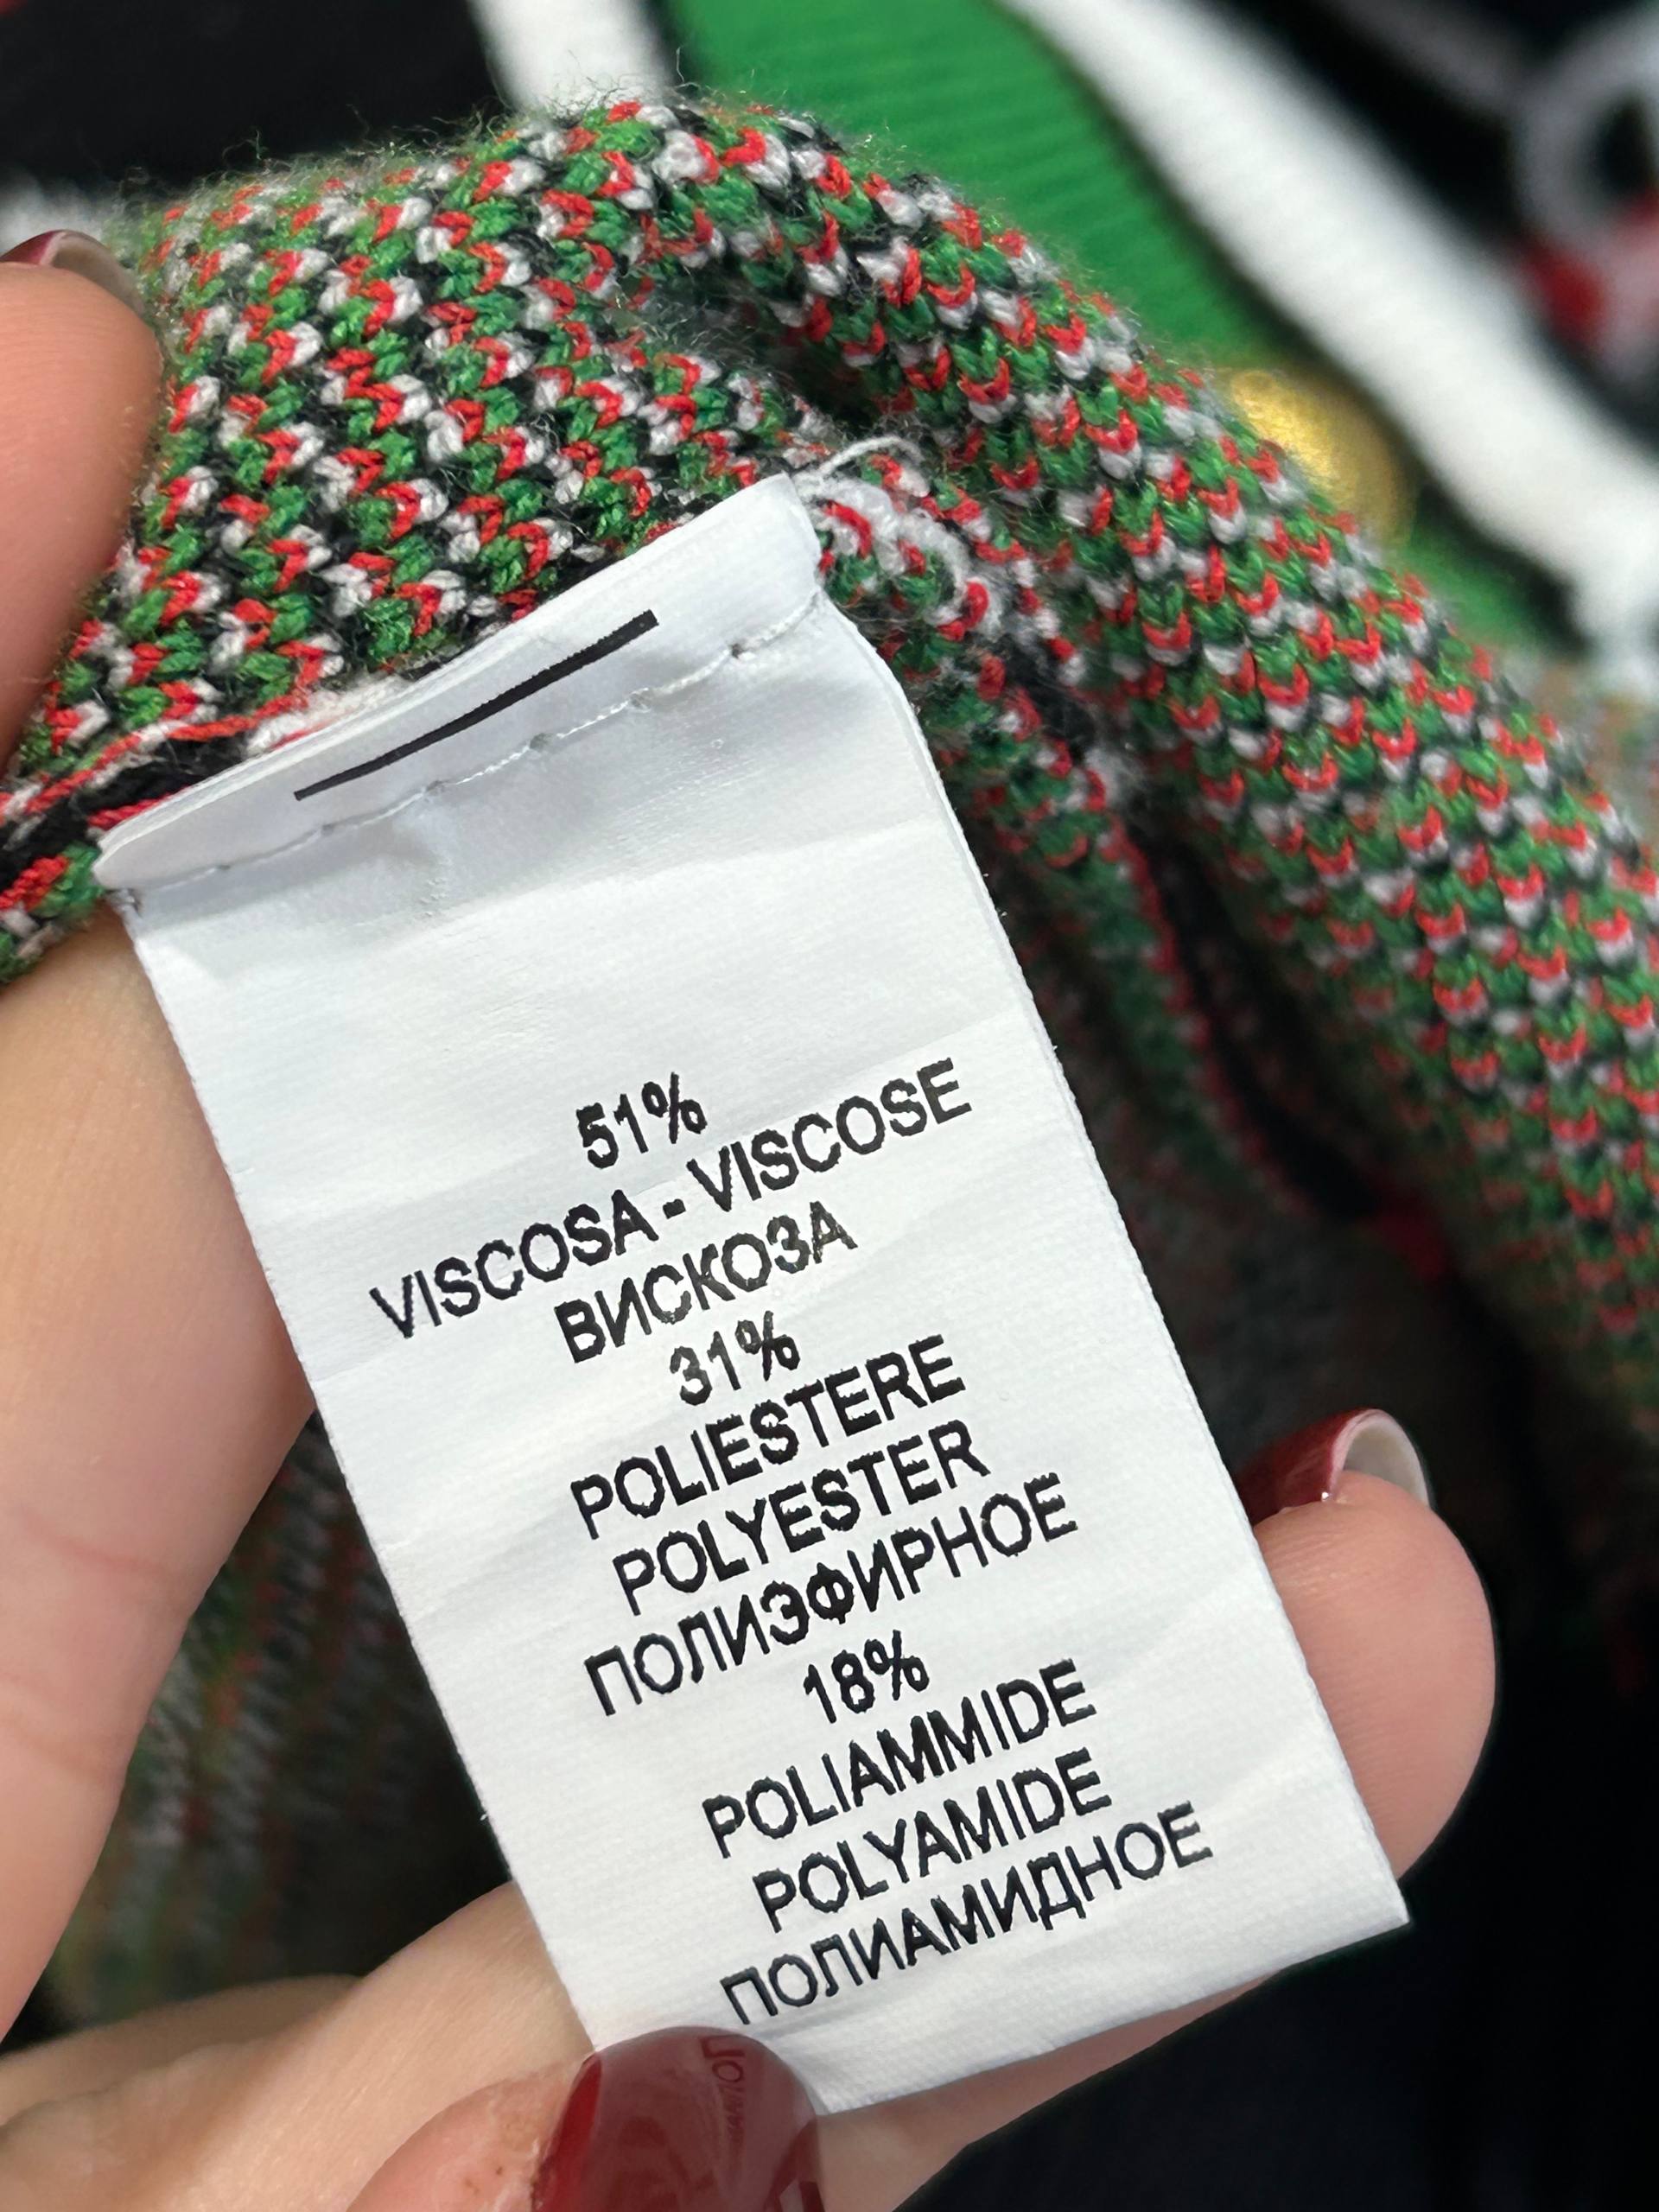 51%
VISCOSA - VISCOSE
ВИСКОЗА
31%
POLIESTERE
POLYESTER
ПОЛИЭФИРНОЕ
18%
POLIAMMIDE
POLYAMIDE
ПОЛИАМИДНОЕ